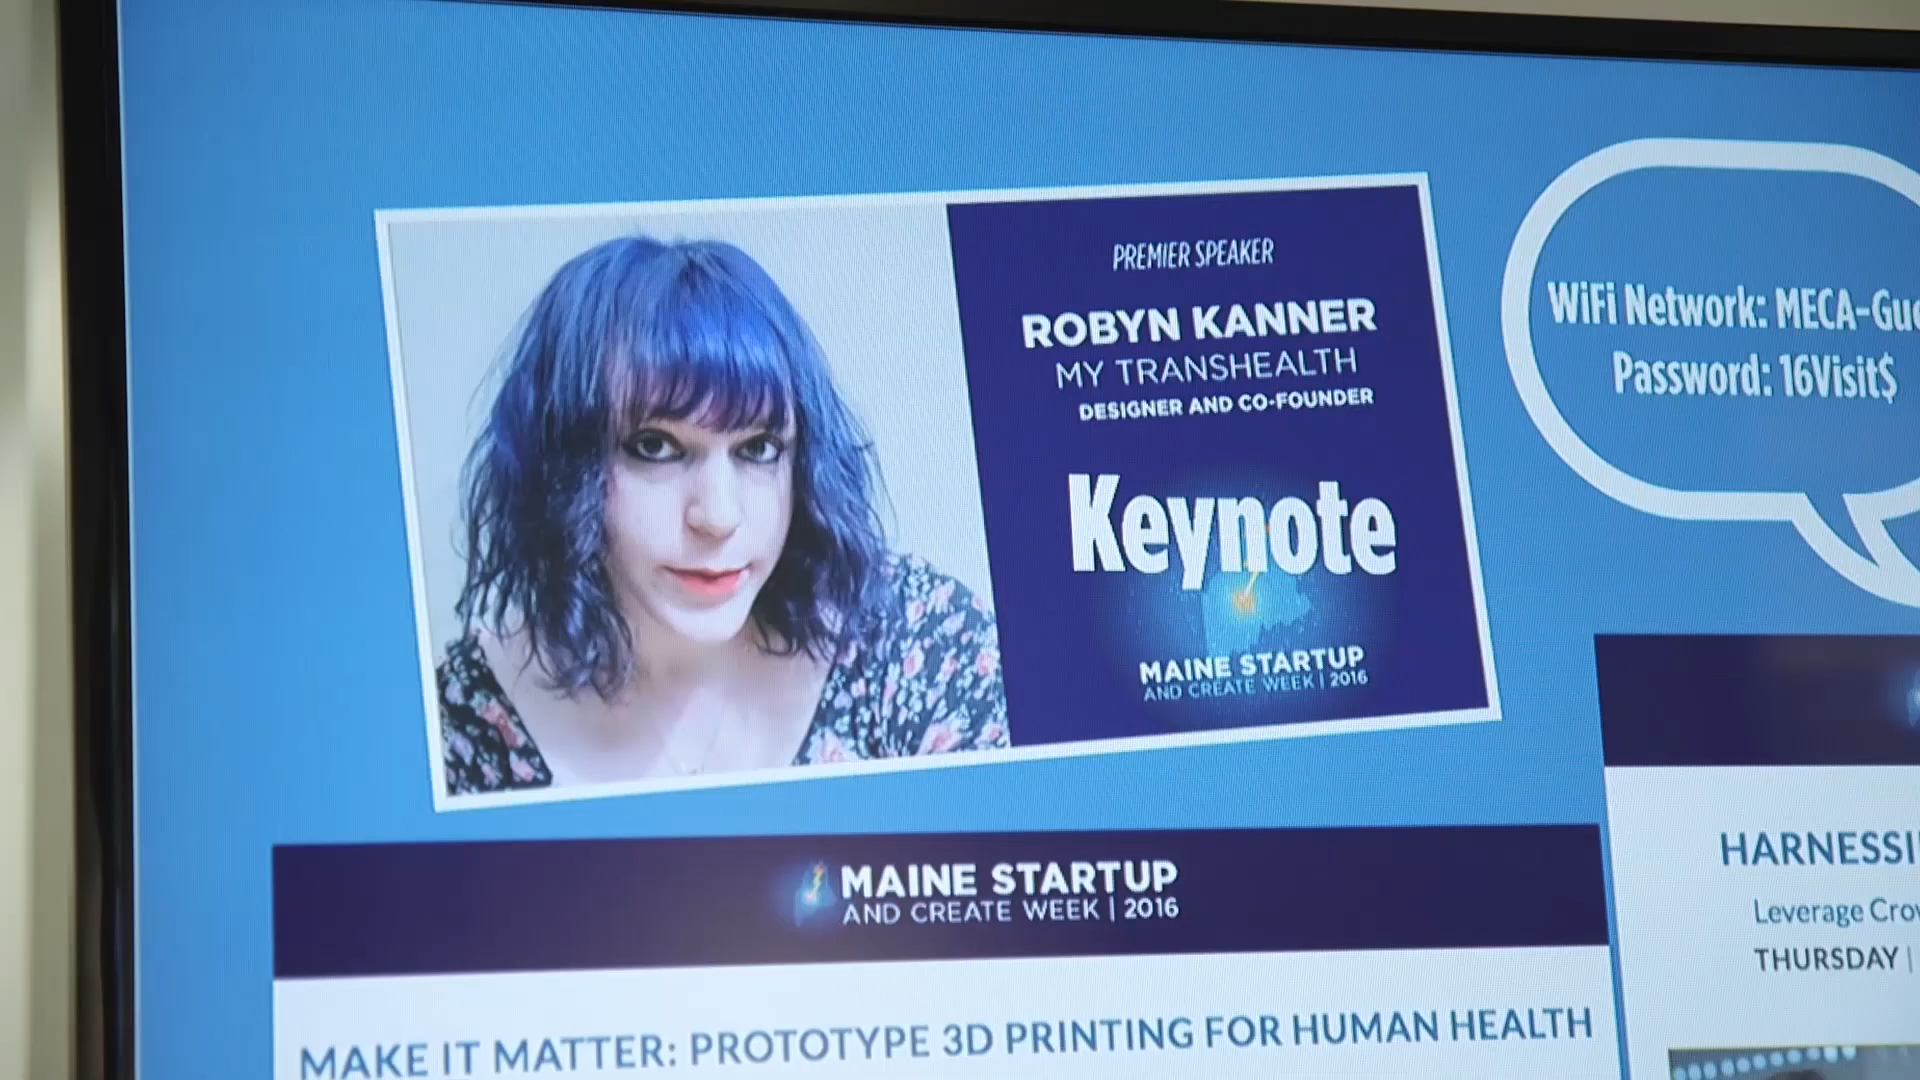 PREMIER SPEAKER
ROBYN KANNER
MY TRANSHEALTH
DESIGNER AND CO-FOUNDER
Keynote
MAINE STARTUP
AND CREATE WEEK | 2016
WiFi Network: MECA-Gue
Password: 16Visit$
MAINE STARTUP
AND CREATE WEEK | 2016
MAKE IT MATTER: PROTOTYPE 3D PRINTING FOR HUMAN HEALTH
HARNESSI
Leverage Crow
THURSDAY |